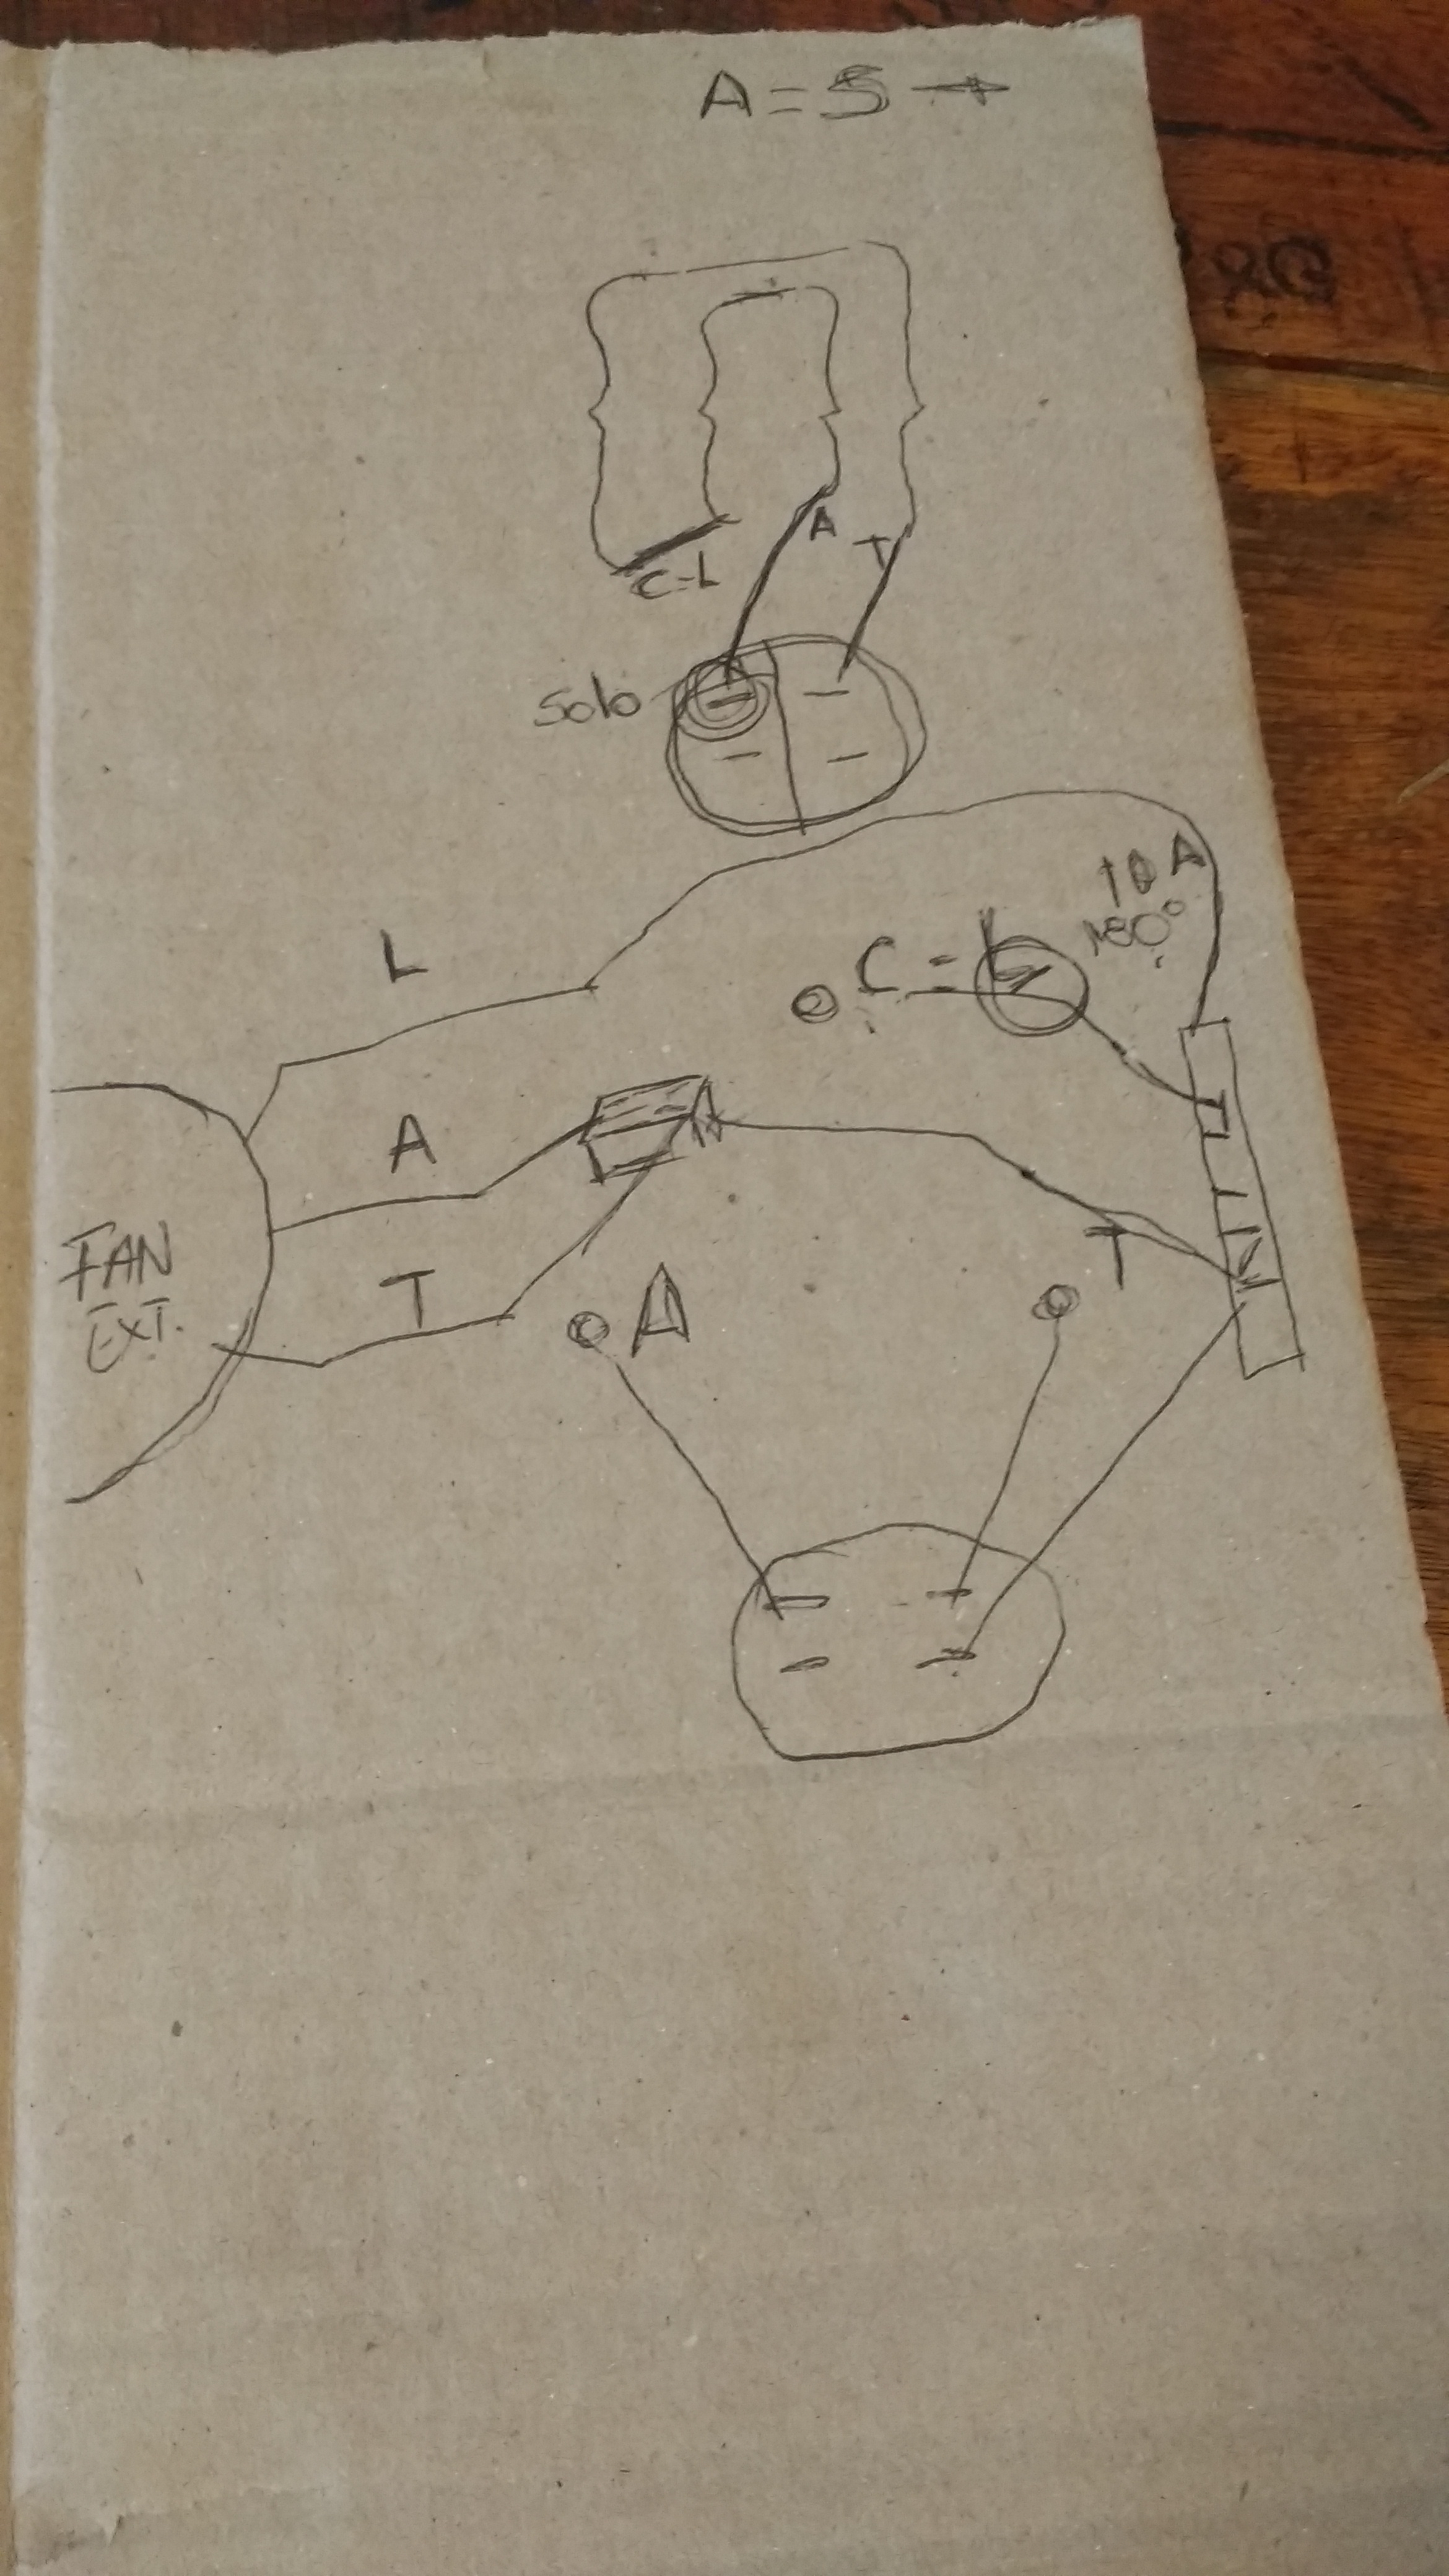 A = S →
A
T
C-L
Solo
10 A
180°
L
C = L
A
T
FAN
EXT.
T
A